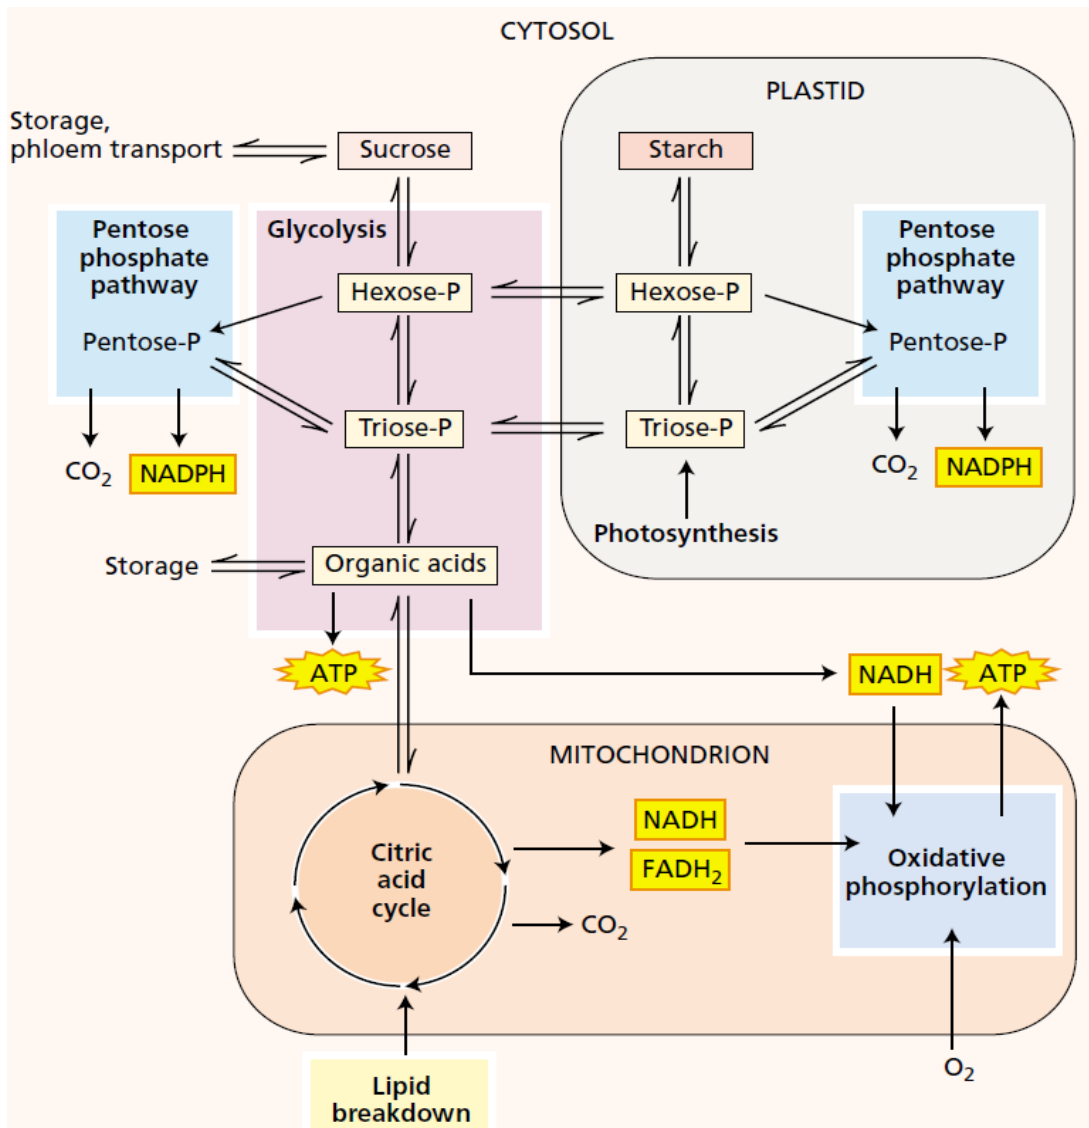 CYTOSOL
PLASTID
Storage,
phloem transport
Sucrose
Starch
Pentose
phosphate
pathway
Glycolysis
Pentose
phosphate
pathway
Hexose-P
Hexose-P
Pentose-P
Pentose-P
Triose-P
Triose-P
CO₂
NADPH
CO₂
NADPH
Photosynthesis
Storage
Organic acids
ATP
NADH
ATP
MITOCHONDRION
NADH
FADH₂
Citric
acid
cycle
Oxidative
phosphorylation
CO₂
O₂
Lipid
breakdown